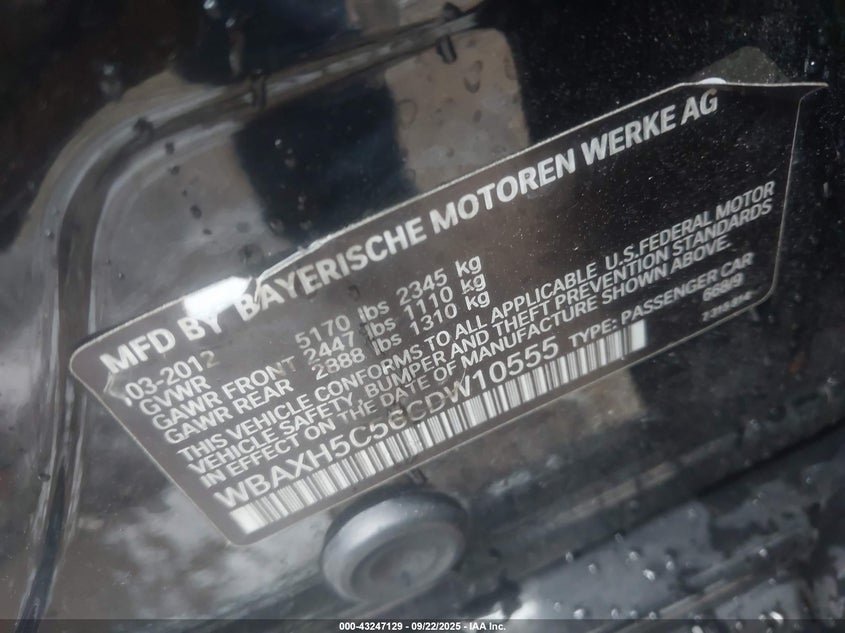 MFD BY BAYERISCHE MOTOREN WERKE AG
03-2012
GVWR 5170 lbs 2345 kg
GAWR FRONT 2447 lbs 1110 kg
GAWR REAR 2888 lbs 1310 kg
THIS VEHICLE CONFORMS TO ALL APPLICABLE U.S.FEDERAL MOTOR
VEHICLE SAFETY, BUMPER AND THEFT PREVENTION STANDARDS
IN EFFECT ON THE DATE OF MANUFACTURE SHOWN ABOVE.
WBAXH5C56CDW10555 TYPE: PASSENGER CAR
668/9
000-43247129 - 09/22/2025 - IAA Inc.